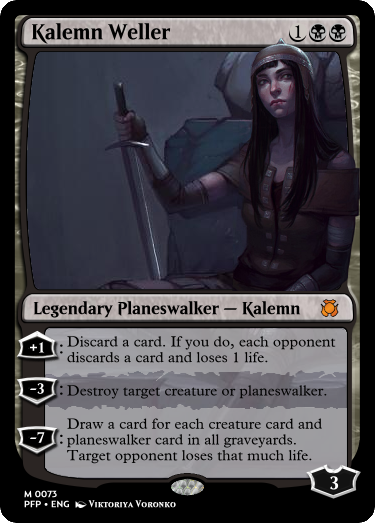 Kalemn Weller 1
Legendary Planeswalker — Kalemn
+1: Discard a card. If you do, each opponent
discards a card and loses 1 life.
-3: Destroy target creature or planeswalker.
-7: Draw a card for each creature card and
planeswalker card in all graveyards.
Target opponent loses that much life.
3
M 0073
PFP • ENG Viktoriya Voronko